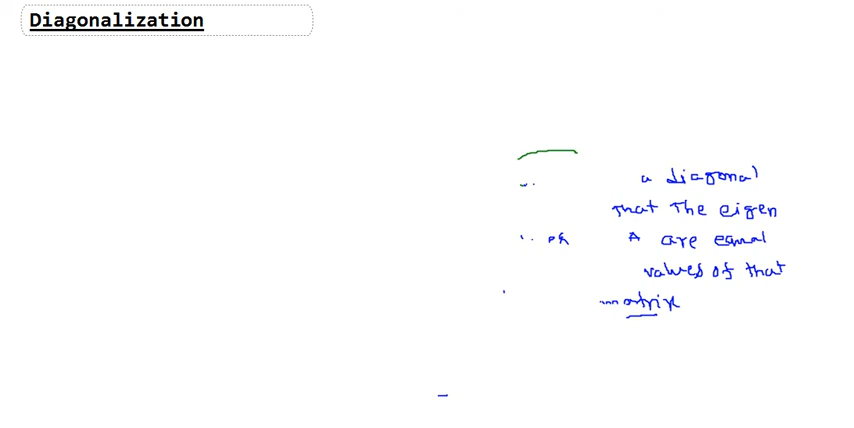 Diagonalization
a diagonal
that the eigen
A are equal
values of that
matrix